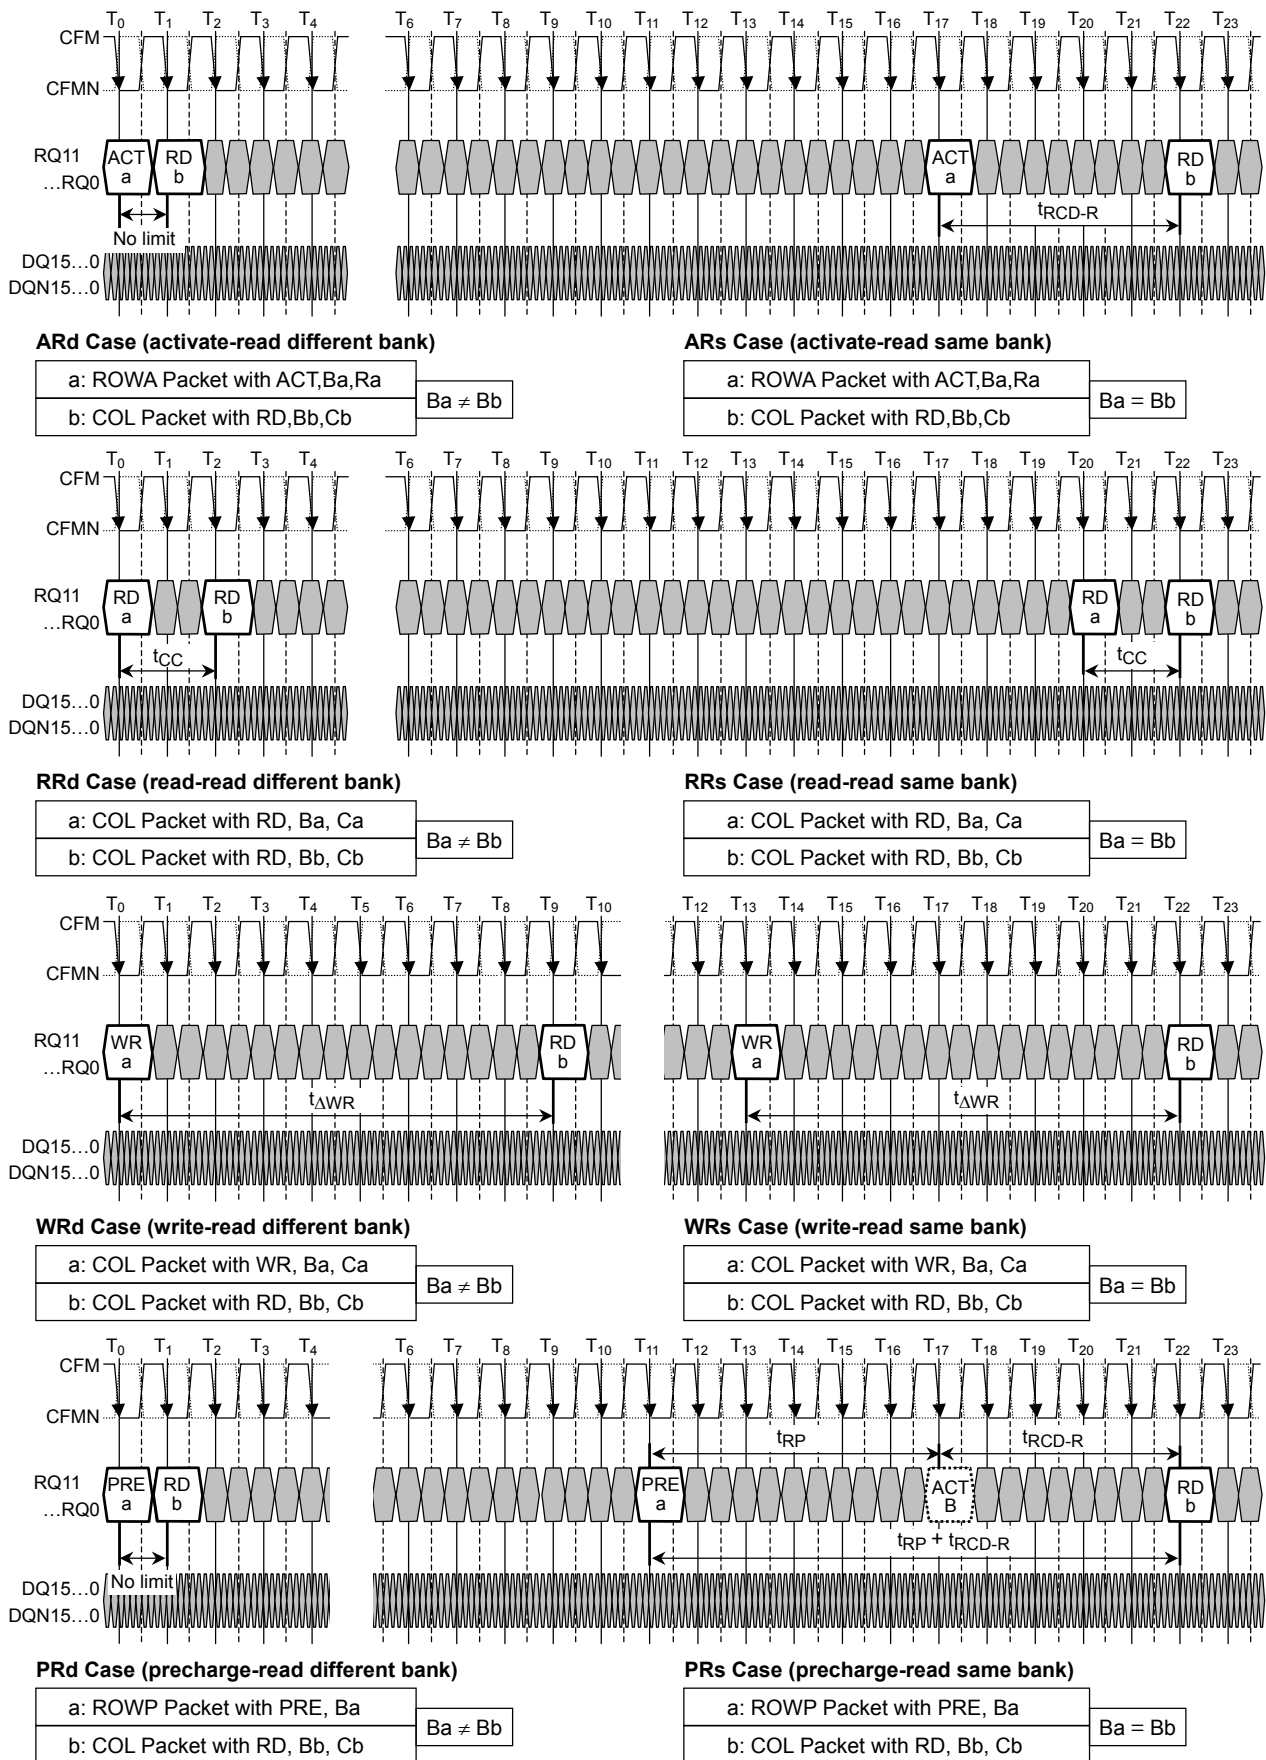 T0 T1 T2 T3 T4 T6 T7 T8 T9 T10 T11 T12 T13 T14 T15 T16 T17 T18 T19 T20 T21 T22 T23
CFM
CFMN
RQ11 ACT RD ACT RD
…RQ0 a b a b
tRCD-R
No limit
DQ15…0
DQN15…0
ARd Case (activate-read different bank) ARs Case (activate-read same bank)
a: ROWA Packet with ACT,Ba,Ra a: ROWA Packet with ACT,Ba,Ra
Ba ≠ Bb Ba = Bb
b: COL Packet with RD,Bb,Cb b: COL Packet with RD,Bb,Cb
T0 T1 T2 T3 T4 T6 T7 T8 T9 T10 T11 T12 T13 T14 T15 T16 T17 T18 T19 T20 T21 T22 T23
CFM
CFMN
RQ11 RD RD RD RD
…RQ0 a b a b
tCC tCC
DQ15…0
DQN15…0
RRd Case (read-read different bank) RRs Case (read-read same bank)
a: COL Packet with RD, Ba, Ca a: COL Packet with RD, Ba, Ca
Ba ≠ Bb Ba = Bb
b: COL Packet with RD, Bb, Cb b: COL Packet with RD, Bb, Cb
T0 T1 T2 T3 T4 T5 T6 T7 T8 T9 T10 T12 T13 T14 T15 T16 T17 T18 T19 T20 T21 T22 T23
CFM
CFMN
RQ11 WR RD WR RD
…RQ0 a b a b
tΔWR tΔWR
DQ15…0
DQN15…0
WRd Case (write-read different bank) WRs Case (write-read same bank)
a: COL Packet with WR, Ba, Ca a: COL Packet with WR, Ba, Ca
Ba ≠ Bb Ba = Bb
b: COL Packet with RD, Bb, Cb b: COL Packet with RD, Bb, Cb
T0 T1 T2 T3 T4 T6 T7 T8 T9 T10 T11 T12 T13 T14 T15 T16 T17 T18 T19 T20 T21 T22 T23
CFM
CFMN
tRP tRCD-R
RQ11 PRE RD PRE ACT RD
…RQ0 a b a B b
tRP + tRCD-R
No limit
DQ15…0
DQN15…0
PRd Case (precharge-read different bank) PRs Case (precharge-read same bank)
a: ROWP Packet with PRE, Ba a: ROWP Packet with PRE, Ba
Ba ≠ Bb Ba = Bb
b: COL Packet with RD, Bb, Cb b: COL Packet with RD, Bb, Cb